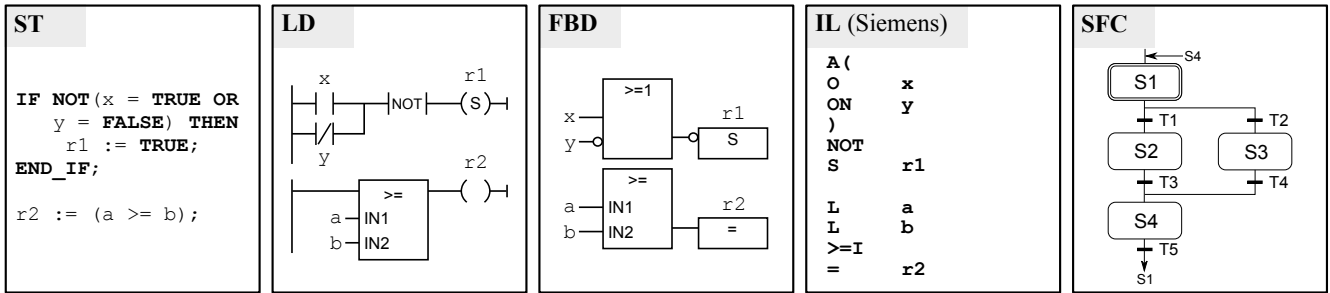 ST
IF NOT(x = TRUE OR
y = FALSE) THEN
r1 := TRUE;
END_IF;
r2 := (a >= b);
LD
x
r1
NOT
S
y
r2
>=
a
IN1
b
IN2
FBD
>=1
x
r1
y
S
>=
a
IN1
r2
b
IN2
=
IL (Siemens)
A(
O x
ON y
)
NOT
S r1
L a
L b
>=I
= r2
SFC
S4
S1
T1
T2
S2
S3
T3
T4
S4
T5
S1